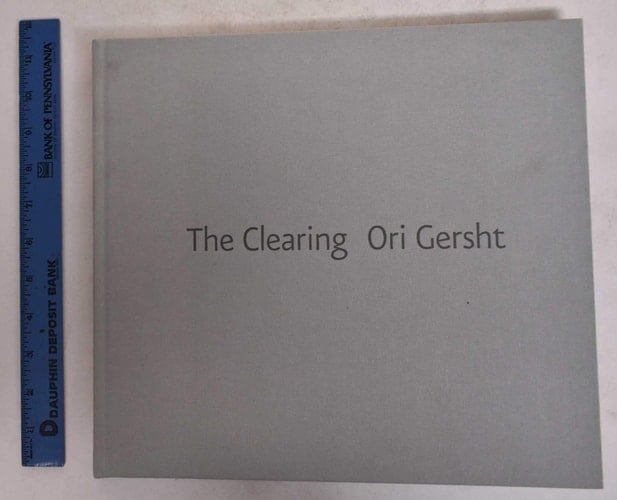 The Clearing Ori Gersht
BANK OF PENNSYLVANIA
DAUPHIN DEPOSIT BANK